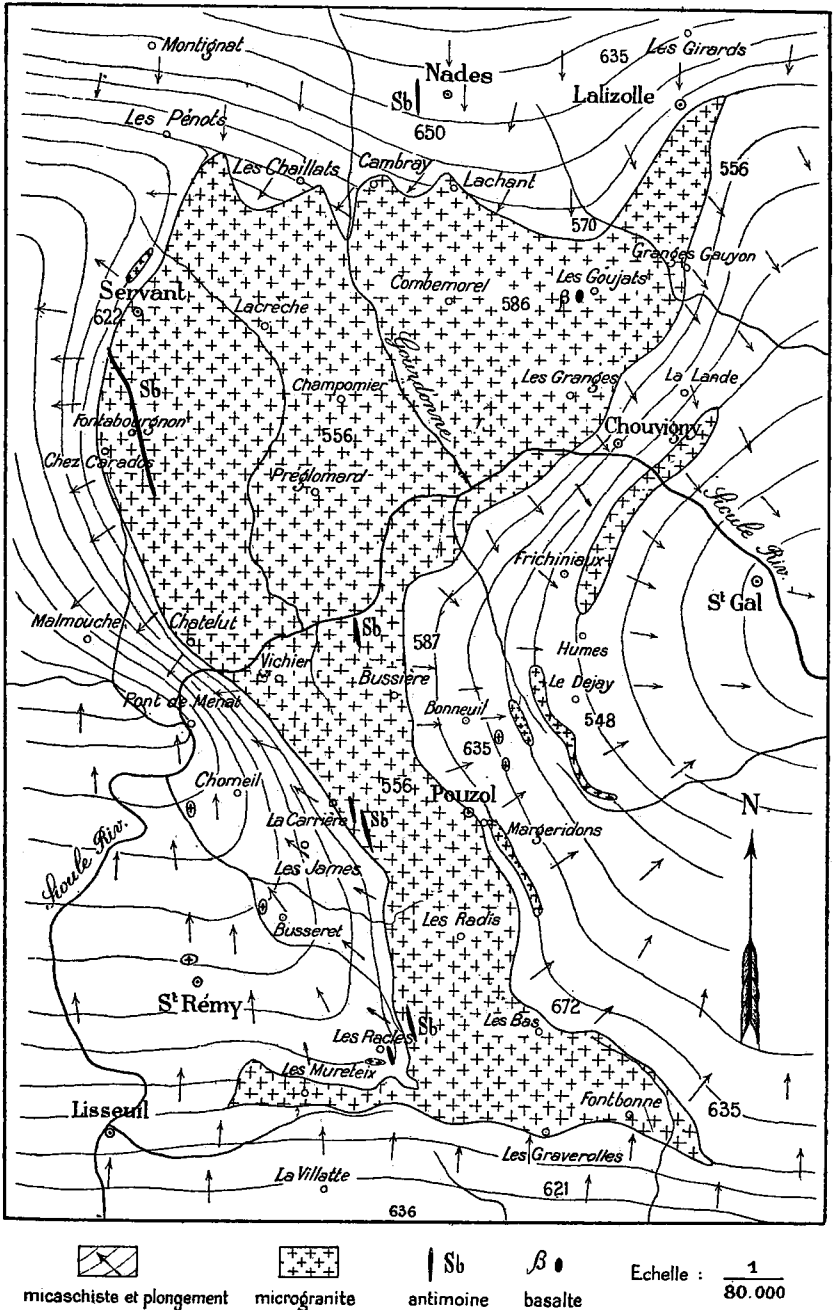 Montignat
635
Les Girards
Nades
Sb
Lalizolle
650
Les Pénots
Les Chaillats
Cambray
Lachant
556
570
Granges Gauyon
Combemorel
Les Goujats
β
586
Servant
622
Lacrèche
Gourdonne
Sb
Champomier
Les Granges
La Lande
Fontabourgnon
556
Chouvigny
Chez Carados
Préglomard
Sioule Riv.
Frichiniaux
St Gal
Malmouche
Chatelut
Sb
587
Humes
Vichier
Bussière
Le Dejay
Pont de Menat
Bonneuil
548
635
556
Chomeil
Pouzol
N
La Carrière
Sb
Margeridons
Sioule Riv.
Les James
Busseret
Les Radis
St Rémy
672
Les Racles
Sb
Les Bas
Les Mureteix
Fontbonne
635
Lisseuil
Les Graverolles
La Villatte
621
636
Sb
β
Echelle : 1
80.000
micaschiste et plongement
microgranite
antimoine
basalte